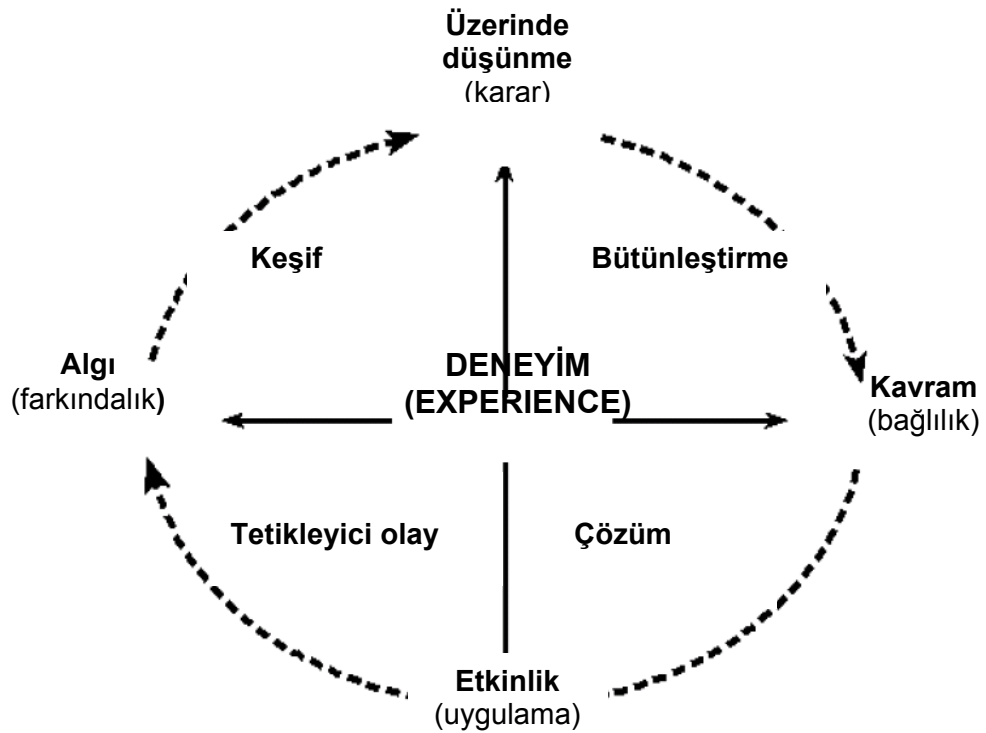 Üzerinde
düşünme
(karar)
Keşif
Bütünleştirme
Algı
(farkındalık)
DENEYİM
(EXPERIENCE)
Kavram
(bağlılık)
Tetikleyici olay
Çözüm
Etkinlik
(uygulama)